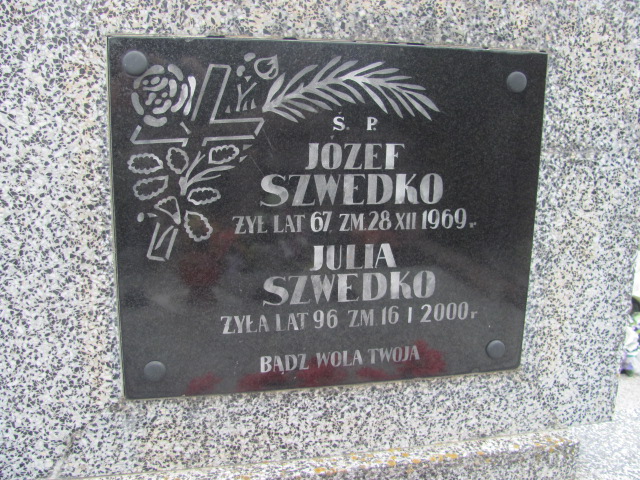 Ś. P.
JÓZEF
SZWEDKO
ŻYŁ LAT 67 ZM. 28 XII 1969 r.
JULIA
SZWEDKO
ŻYŁA LAT 96 ZM. 16 I 2000 r
BĄDZ WOLA TWOJA